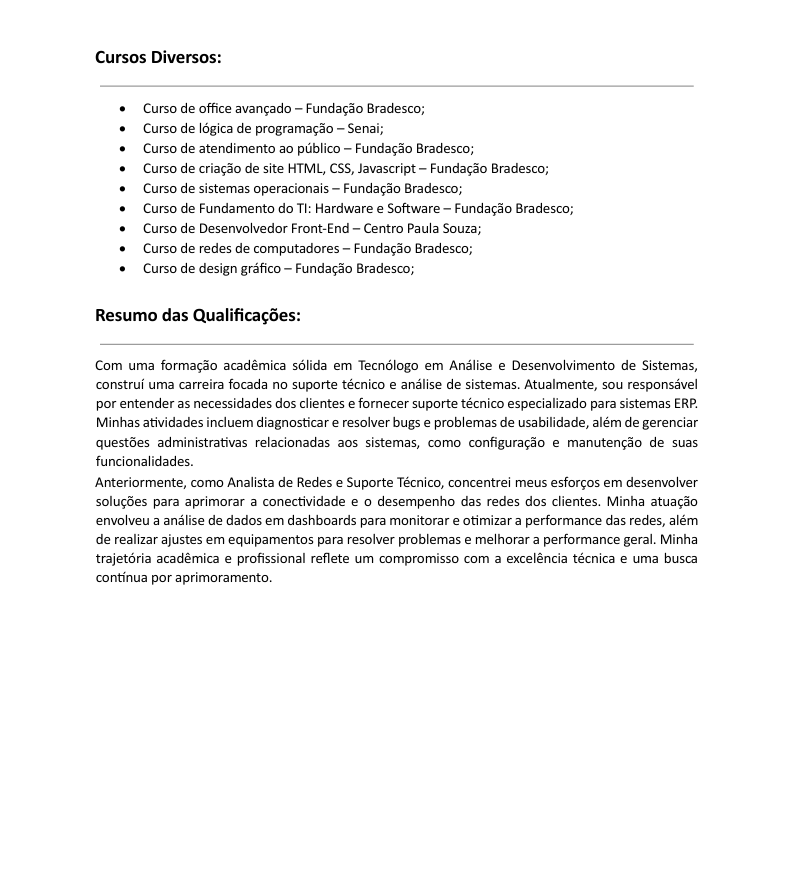 Cursos Diversos:
• Curso de office avançado – Fundação Bradesco;
• Curso de lógica de programação – Senai;
• Curso de atendimento ao público – Fundação Bradesco;
• Curso de criação de site HTML, CSS, Javascript – Fundação Bradesco;
• Curso de sistemas operacionais – Fundação Bradesco;
• Curso de Fundamento do TI: Hardware e Software – Fundação Bradesco;
• Curso de Desenvolvedor Front-End – Centro Paula Souza;
• Curso de redes de computadores – Fundação Bradesco;
• Curso de design gráfico – Fundação Bradesco;
Resumo das Qualificações:
Com uma formação acadêmica sólida em Tecnólogo em Análise e Desenvolvimento de Sistemas,
construí uma carreira focada no suporte técnico e análise de sistemas. Atualmente, sou responsável
por entender as necessidades dos clientes e fornecer suporte técnico especializado para sistemas ERP.
Minhas atividades incluem diagnosticar e resolver bugs e problemas de usabilidade, além de gerenciar
questões administrativas relacionadas aos sistemas, como configuração e manutenção de suas
funcionalidades.
Anteriormente, como Analista de Redes e Suporte Técnico, concentrei meus esforços em desenvolver
soluções para aprimorar a conectividade e o desempenho das redes dos clientes. Minha atuação
envolveu a análise de dados em dashboards para monitorar e otimizar a performance das redes, além
de realizar ajustes em equipamentos para resolver problemas e melhorar a performance geral. Minha
trajetória acadêmica e profissional reflete um compromisso com a excelência técnica e uma busca
contínua por aprimoramento.